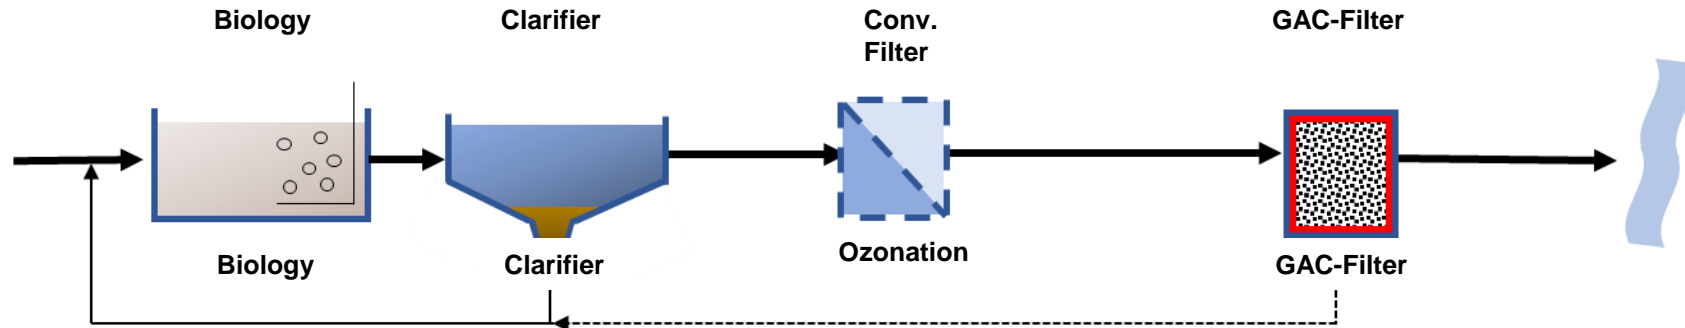 Biology
Clarifier
Conv.
Filter
GAC-Filter
Biology
Clarifier
Ozonation
GAC-Filter